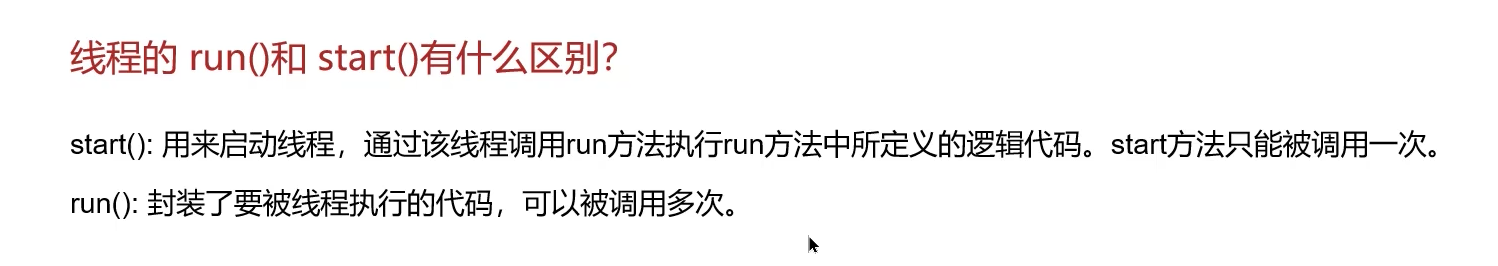 线程的 run()和 start()有什么区别？
start(): 用来启动线程，通过该线程调用run方法执行run方法中所定义的逻辑代码。start方法只能被调用一次。
run(): 封装了要被线程执行的代码，可以被调用多次。